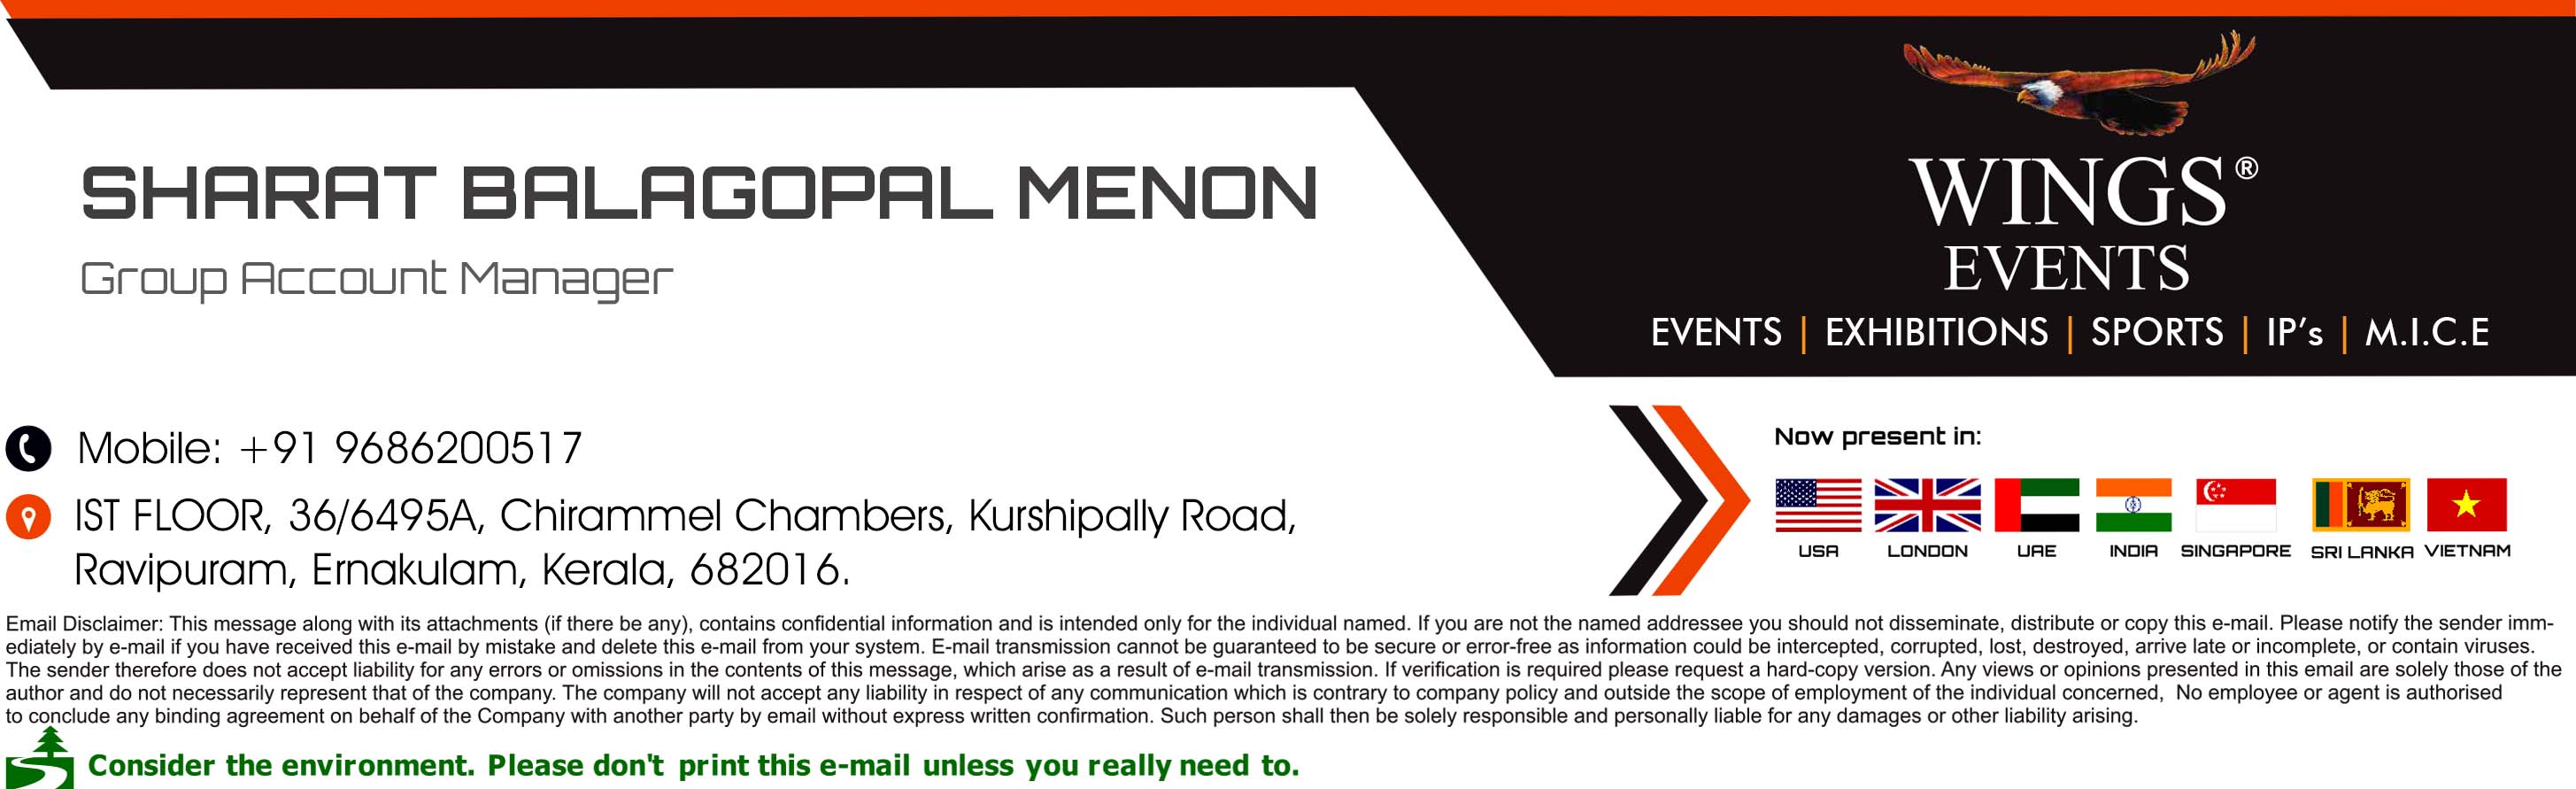 SHARAT BALAGOPAL MENON
Group Account Manager
WINGS®
EVENTS
EVENTS | EXHIBITIONS | SPORTS | IP's | M.I.C.E
Mobile: +91 9686200517
IST FLOOR, 36/6495A, Chirammel Chambers, Kurshipally Road,
Ravipuram, Ernakulam, Kerala, 682016.
Now present in:
USA LONDON UAE INDIA SINGAPORE SRI LANKA VIETNAM
Email Disclaimer: This message along with its attachments (if there be any), contains confidential information and is intended only for the individual named. If you are not the named addressee you should not disseminate, distribute or copy this e-mail. Please notify the sender imm-
ediately by e-mail if you have received this e-mail by mistake and delete this e-mail from your system. E-mail transmission cannot be guaranteed to be secure or error-free as information could be intercepted, corrupted, lost, destroyed, arrive late or incomplete, or contain viruses.
The sender therefore does not accept liability for any errors or omissions in the contents of this message, which arise as a result of e-mail transmission. If verification is required please request a hard-copy version. Any views or opinions presented in this email are solely those of the
author and do not necessarily represent that of the company. The company will not accept any liability in respect of any communication which is contrary to company policy and outside the scope of employment of the individual concerned, No employee or agent is authorised
to conclude any binding agreement on behalf of the Company with another party by email without express written confirmation. Such person shall then be solely responsible and personally liable for any damages or other liability arising.
Consider the environment. Please don't print this e-mail unless you really need to.